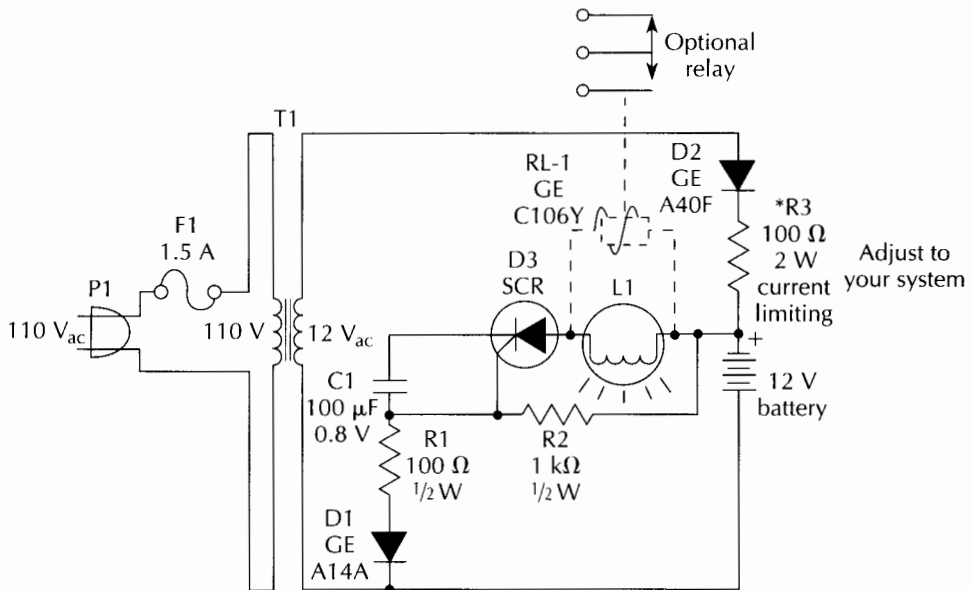 Optional
relay
T1
D2
GE
A40F
RL-1
GE
C106Y
*R3
100 Ω
2 W
current
limiting
Adjust to
your system
F1
1.5 A
D3
SCR
L1
P1
110 Vac
110 V
12 Vac
+
12 V
battery
C1
100 μF
0.8 V
R1
100 Ω
1/2 W
R2
1 kΩ
1/2 W
D1
GE
A14A